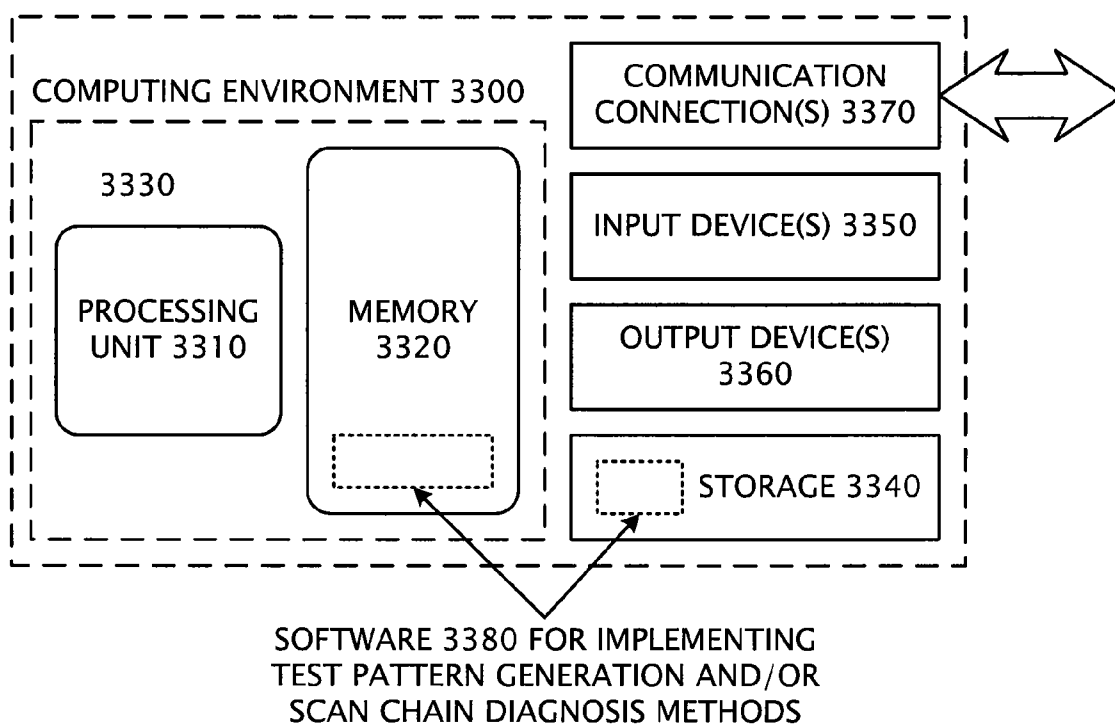 COMPUTING ENVIRONMENT 3300
3330
PROCESSING
UNIT 3310
MEMORY
3320
COMMUNICATION
CONNECTION(S) 3370
INPUT DEVICE(S) 3350
OUTPUT DEVICE(S)
3360
STORAGE 3340
SOFTWARE 3380 FOR IMPLEMENTING
TEST PATTERN GENERATION AND/OR
SCAN CHAIN DIAGNOSIS METHODS